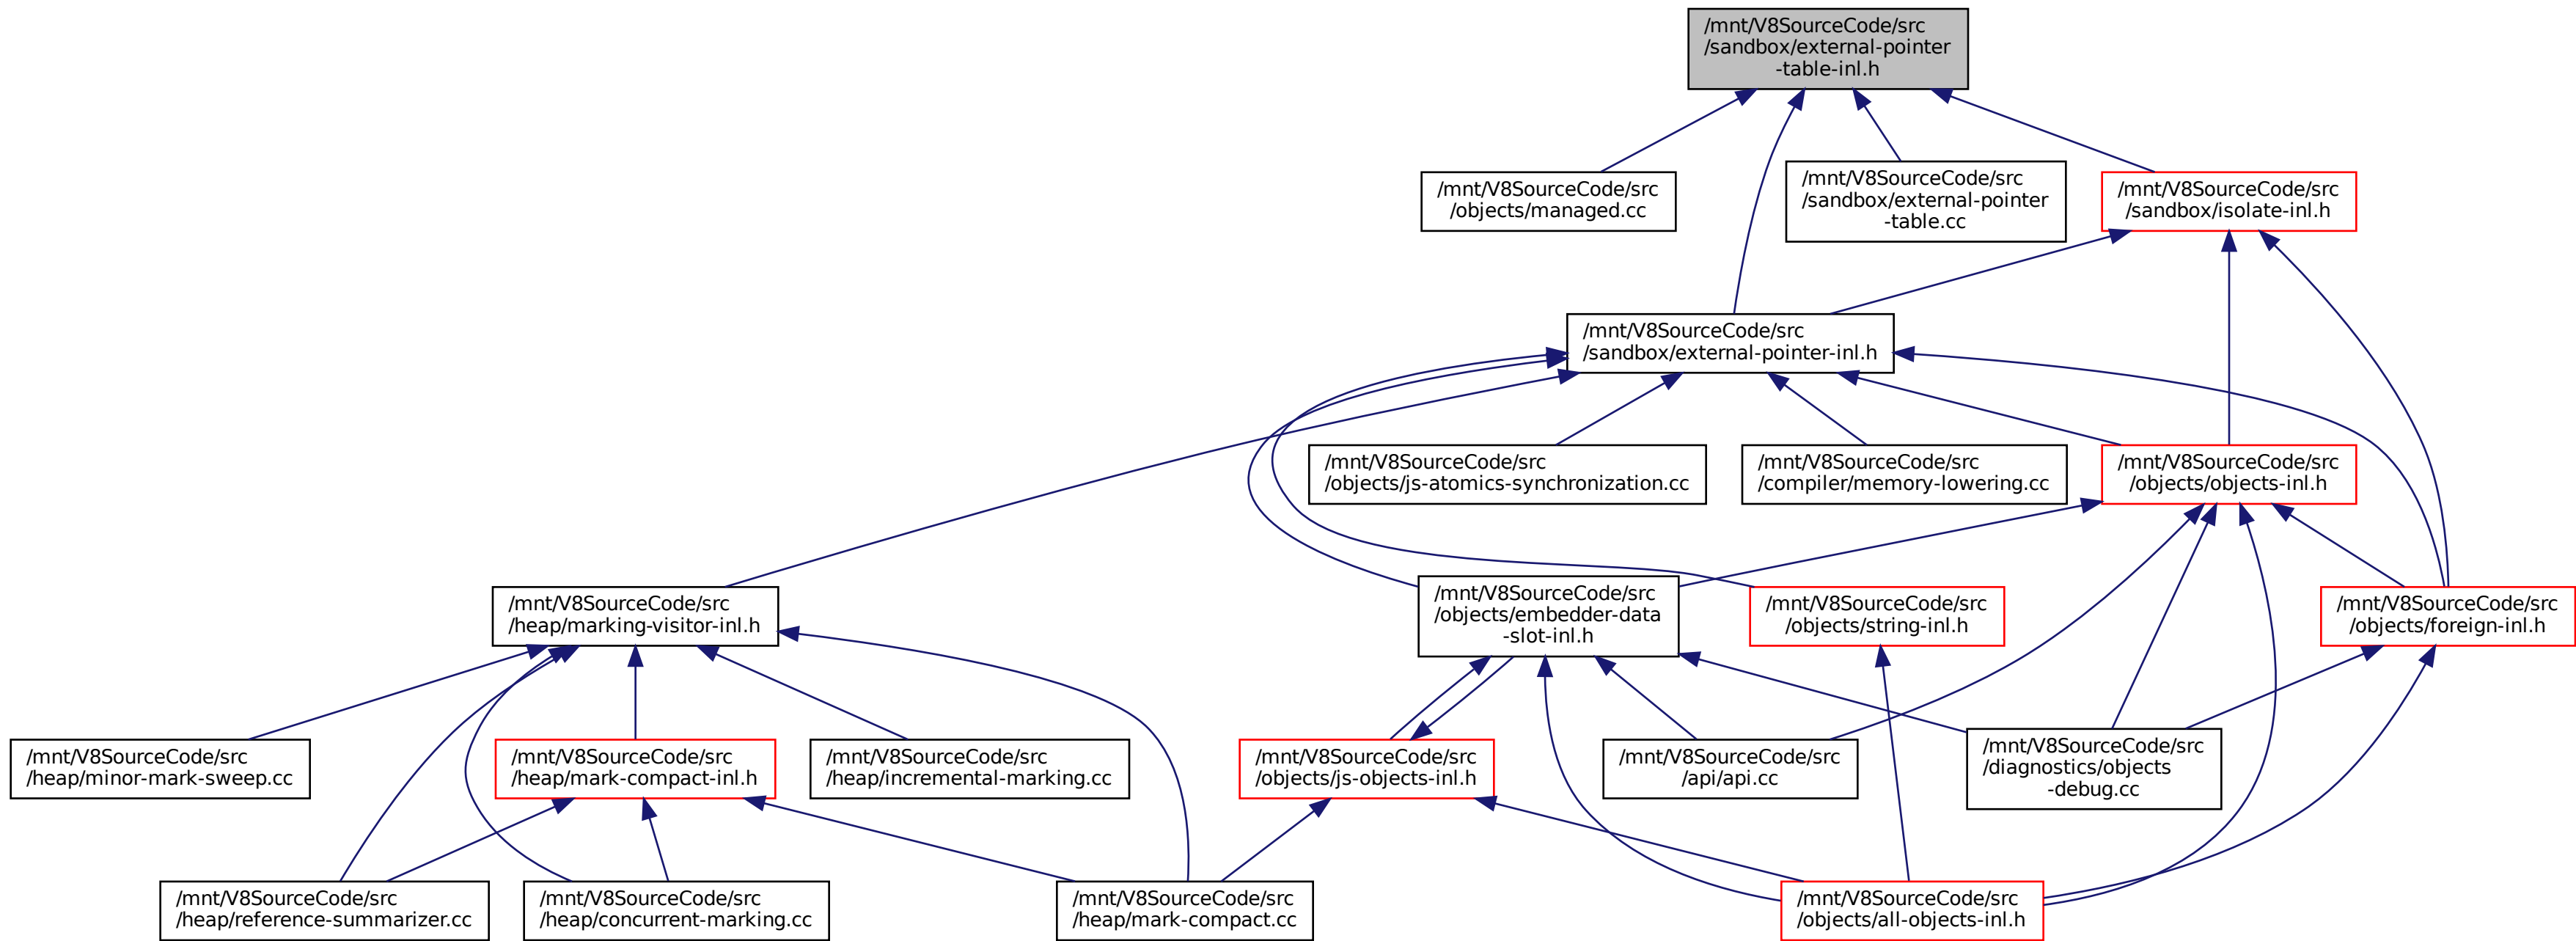 /mnt/V8SourceCode/src
/sandbox/external-pointer
-table-inl.h
/mnt/V8SourceCode/src
/objects/managed.cc
/mnt/V8SourceCode/src
/sandbox/external-pointer
-table.cc
/mnt/V8SourceCode/src
/sandbox/isolate-inl.h
/mnt/V8SourceCode/src
/sandbox/external-pointer-inl.h
/mnt/V8SourceCode/src
/objects/js-atomics-synchronization.cc
/mnt/V8SourceCode/src
/compiler/memory-lowering.cc
/mnt/V8SourceCode/src
/objects/objects-inl.h
/mnt/V8SourceCode/src
/heap/marking-visitor-inl.h
/mnt/V8SourceCode/src
/objects/embedder-data
-slot-inl.h
/mnt/V8SourceCode/src
/objects/string-inl.h
/mnt/V8SourceCode/src
/objects/foreign-inl.h
/mnt/V8SourceCode/src
/heap/minor-mark-sweep.cc
/mnt/V8SourceCode/src
/heap/mark-compact-inl.h
/mnt/V8SourceCode/src
/heap/incremental-marking.cc
/mnt/V8SourceCode/src
/objects/js-objects-inl.h
/mnt/V8SourceCode/src
/api/api.cc
/mnt/V8SourceCode/src
/diagnostics/objects
-debug.cc
/mnt/V8SourceCode/src
/heap/reference-summarizer.cc
/mnt/V8SourceCode/src
/heap/concurrent-marking.cc
/mnt/V8SourceCode/src
/heap/mark-compact.cc
/mnt/V8SourceCode/src
/objects/all-objects-inl.h